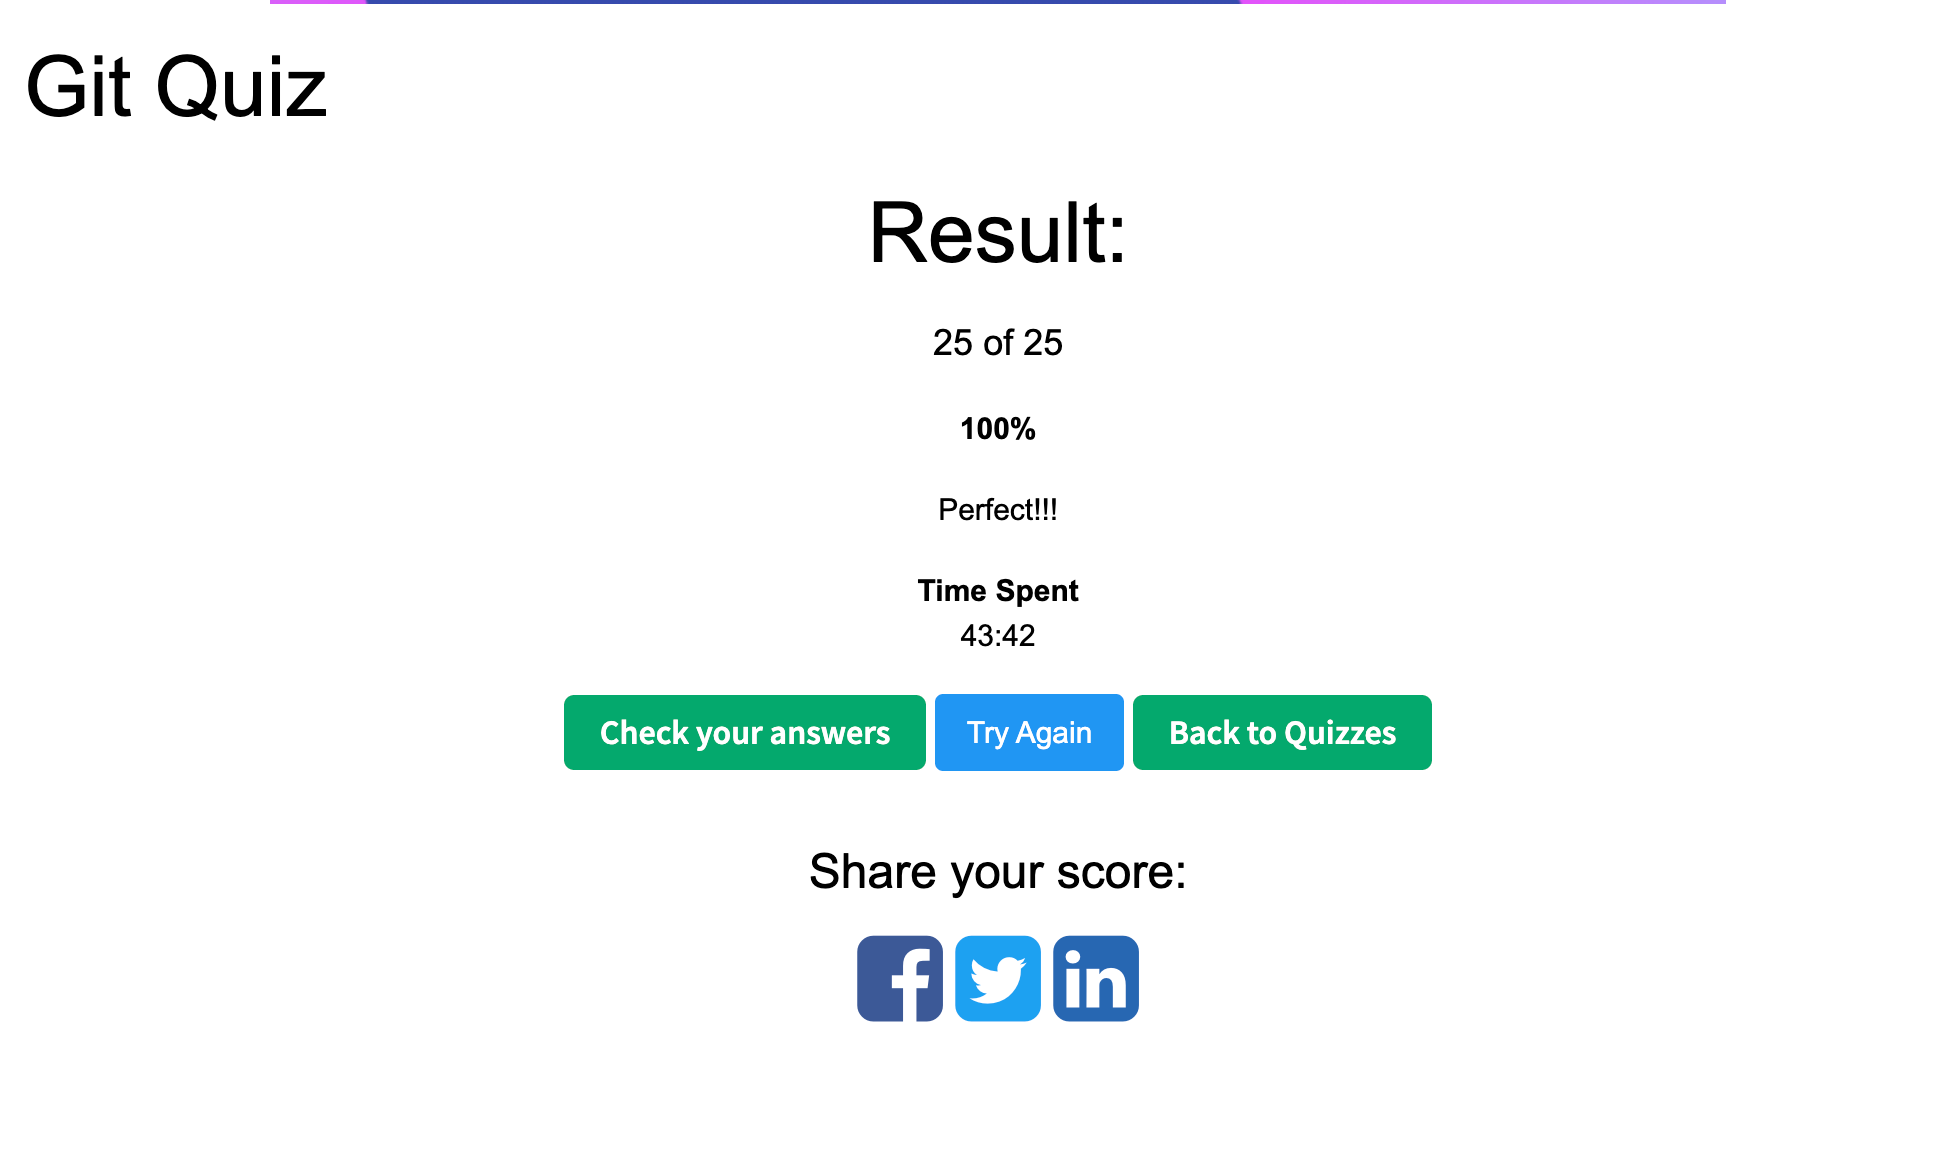 Git Quiz
Result:
25 of 25
100%
Perfect!!!
Time Spent
43:42
Check your answers
Try Again
Back to Quizzes
Share your score:
f
in